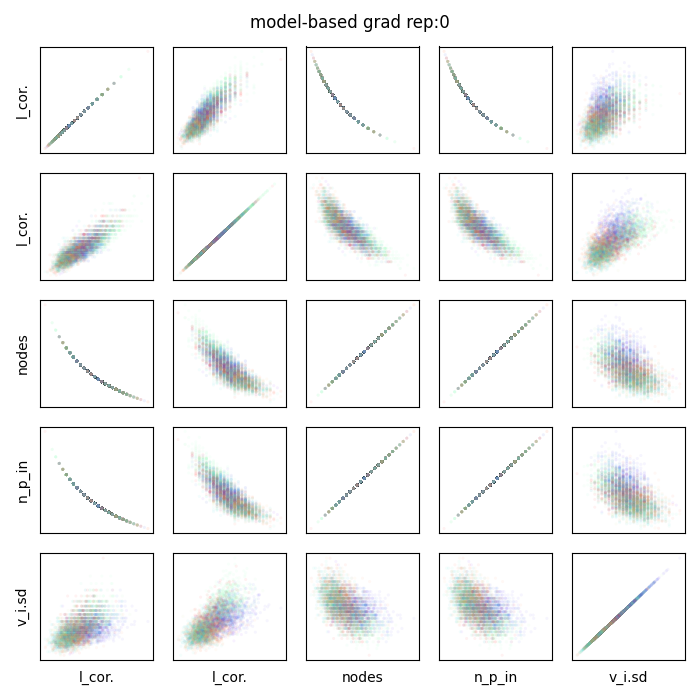 model-based grad rep:0
l_cor.
l_cor.
nodes
n_p_in
v_i.sd
l_cor.
l_cor.
nodes
n_p_in
v_i.sd